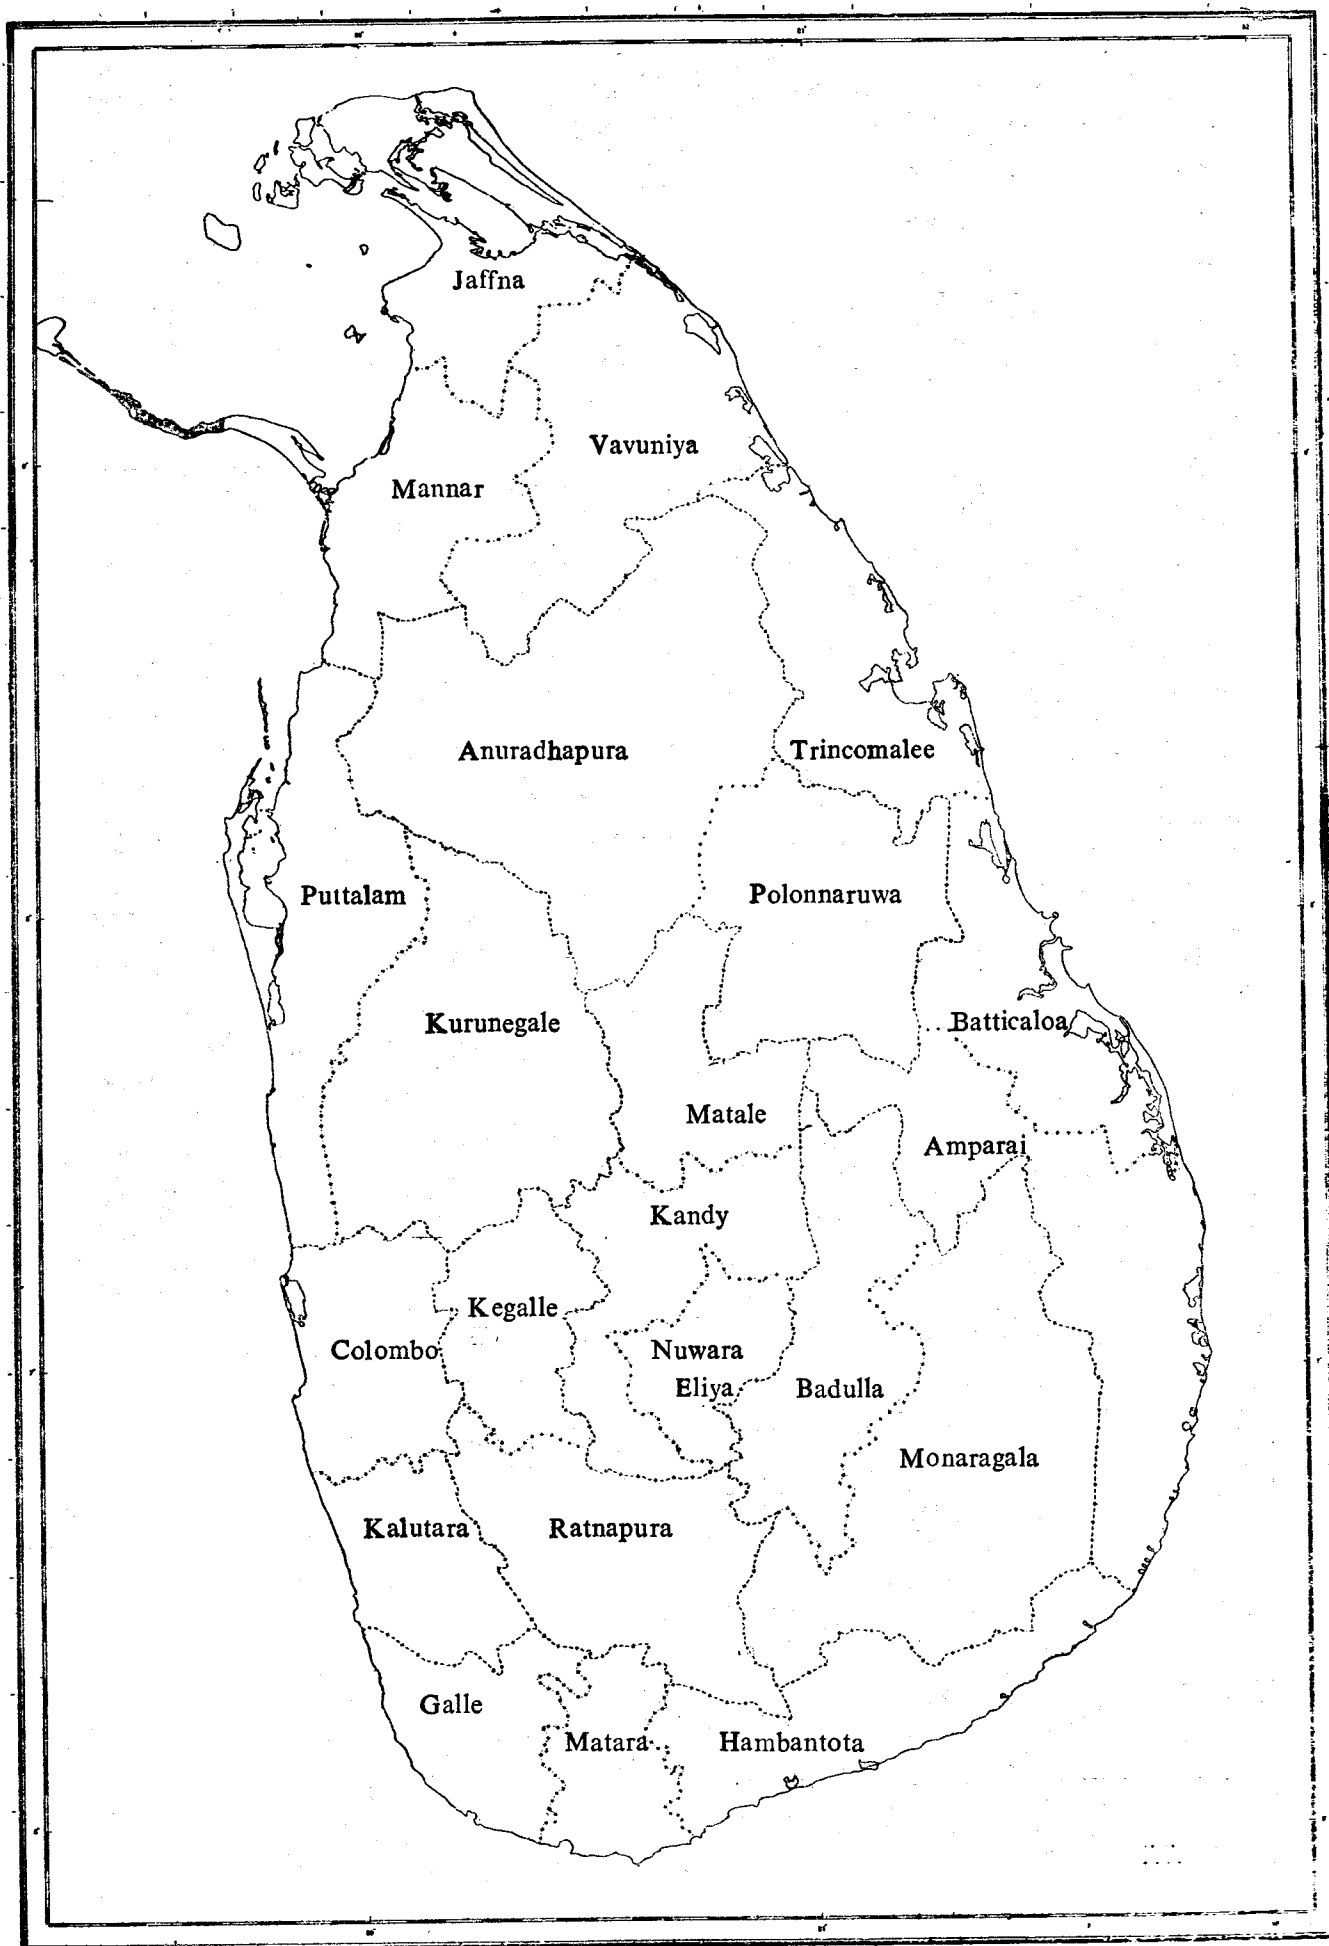 Jaffna
Vavuniya
Mannar
Anuradhapura
Trincomalee
Puttalam
Polonnaruwa
Kurunegale
Batticaloa
Matale
Amparai
Kandy
Kegalle
Colombo
Nuwara
Eliya
Badulla
Monaragala
Kalutara
Ratnapura
Galle
Matara
Hambantota